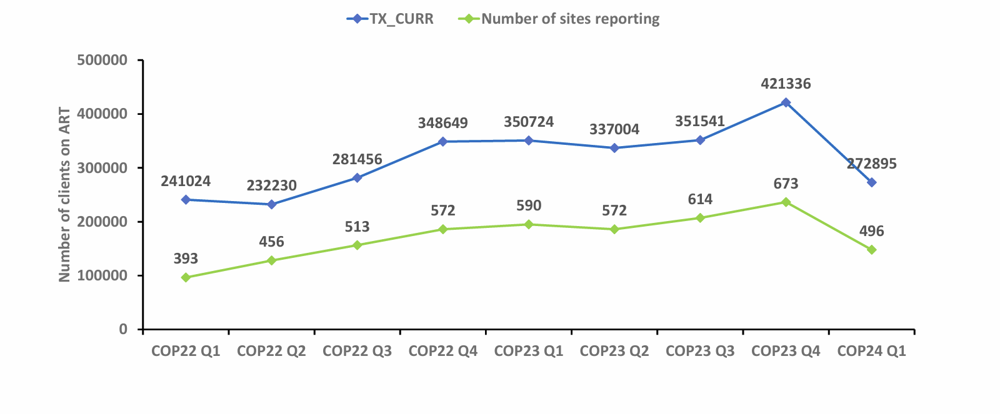 TX_CURR Number of sites reporting
500000
400000
300000
200000
100000
0
Number of clients on ART
241024 232230 281456 348649 350724 337004 351541 421336 272895
393 456 513 572 590 572 614 673 496
COP22 Q1 COP22 Q2 COP22 Q3 COP22 Q4 COP23 Q1 COP23 Q2 COP23 Q3 COP23 Q4 COP24 Q1